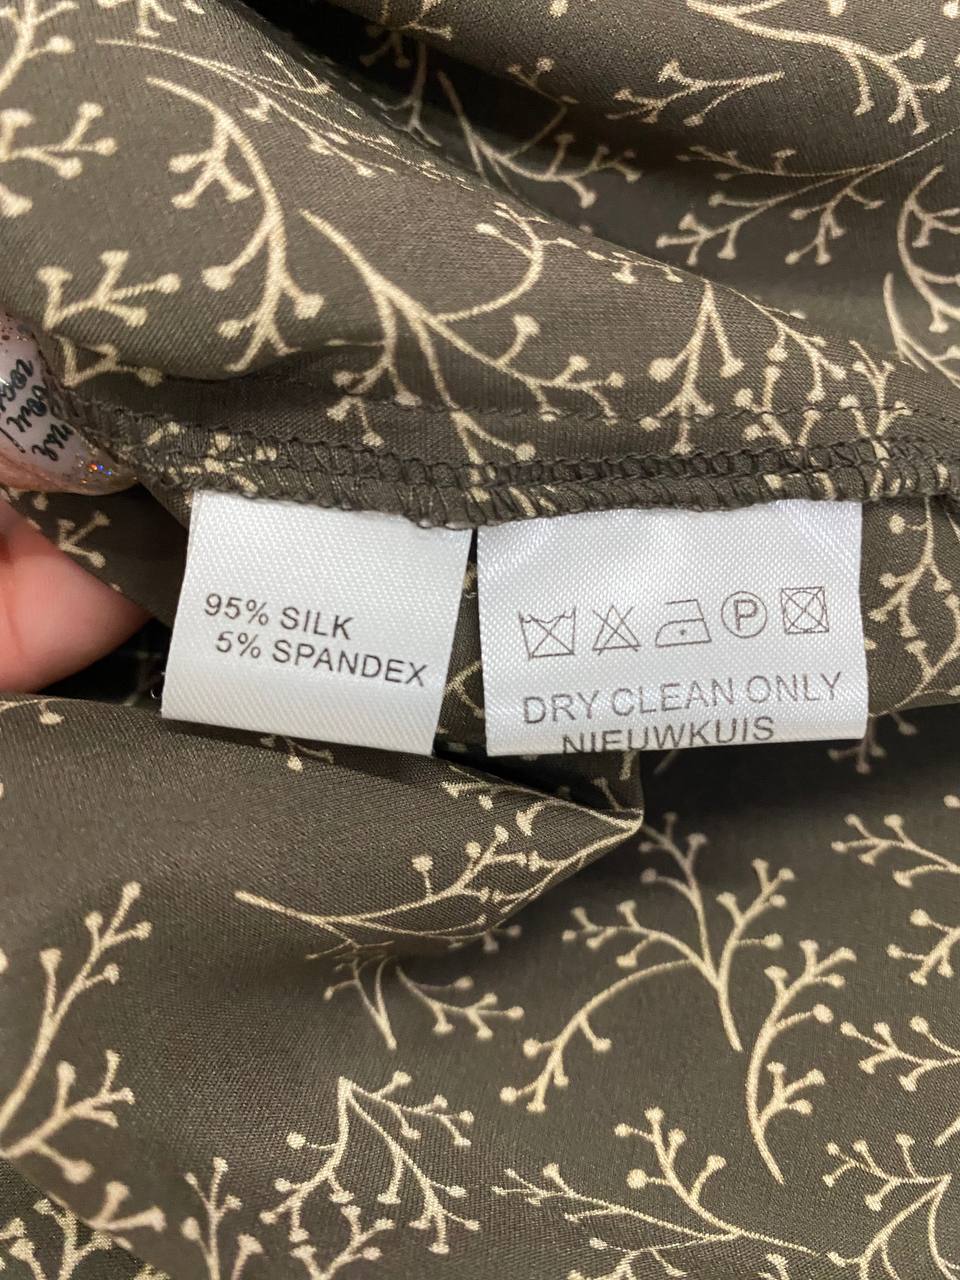 95% SILK
5% SPANDEX
P
DRY CLEAN ONLY
NIEUWKUIS